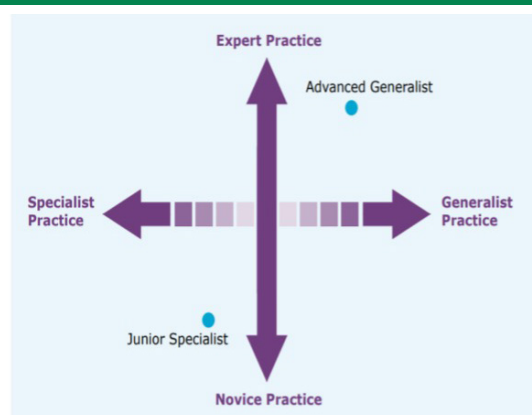 Expert Practice
Advanced Generalist
Specialist
Practice
Generalist
Practice
Junior Specialist
Novice Practice